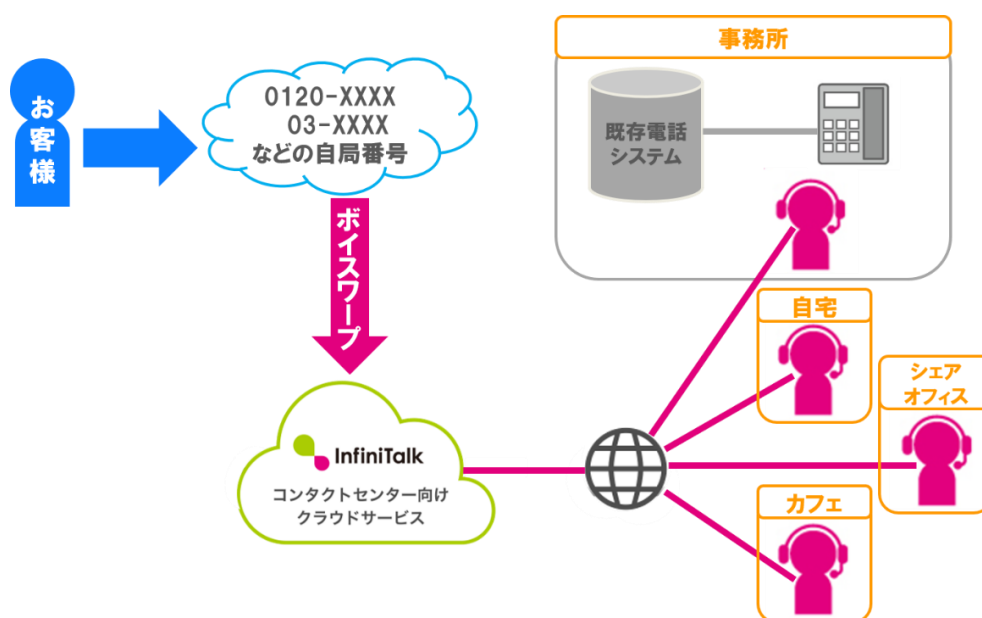 お客様
0120-XXXX
03-XXXX
などの自局番号
ボイスワープ
InfiniTalk
コンタクトセンター向け
クラウドサービス
事務所
既存電話
システム
自宅
シェア
オフィス
カフェ